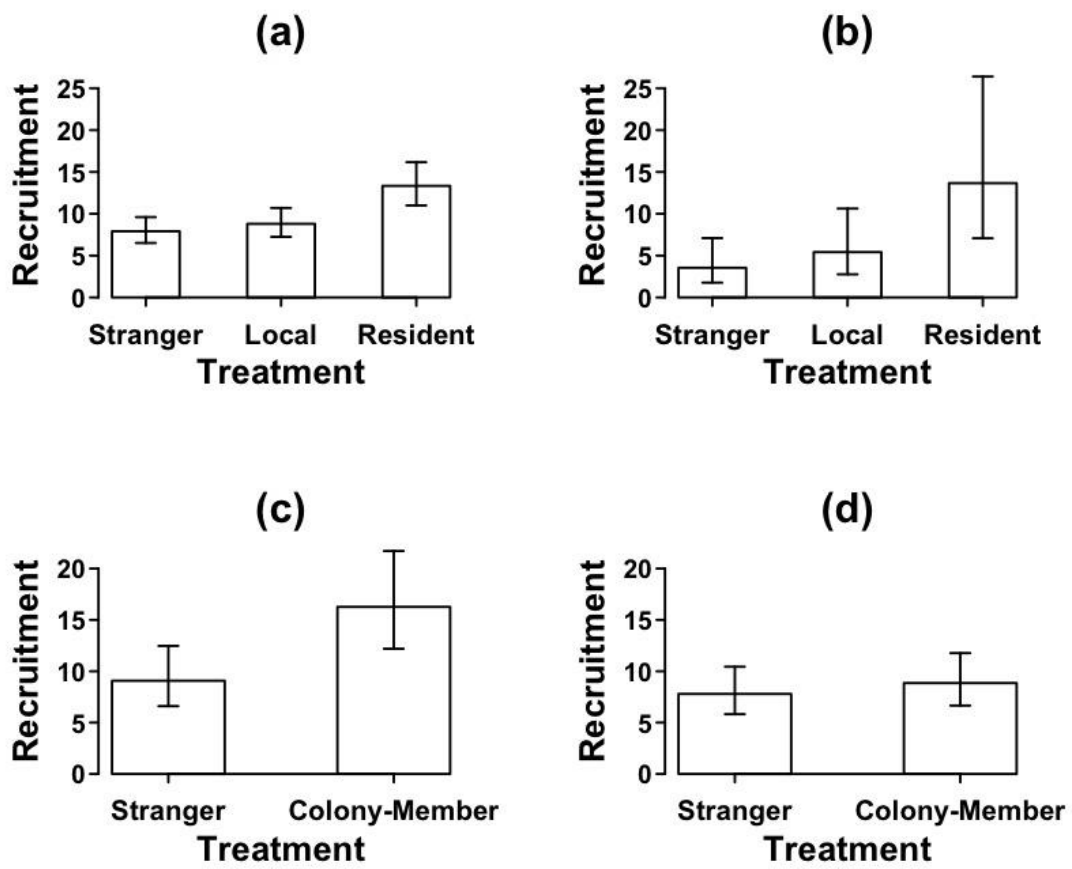 (a)
Recruitment
25
20
15
10
5
0
Stranger Local Resident
Treatment
(b)
Recruitment
25
20
15
10
5
0
Stranger Local Resident
Treatment
(c)
Recruitment
20
15
10
5
0
Stranger Colony-Member
Treatment
(d)
Recruitment
20
15
10
5
0
Stranger Colony-Member
Treatment